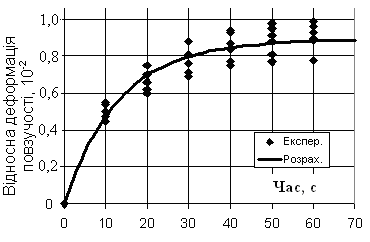 Відносна деформація
повзучості, 10-2
1,0
0,8
0,6
0,4
0,2
0
0 10 20 30 40 50 60 70
Експер.
Розрах.
Час, с